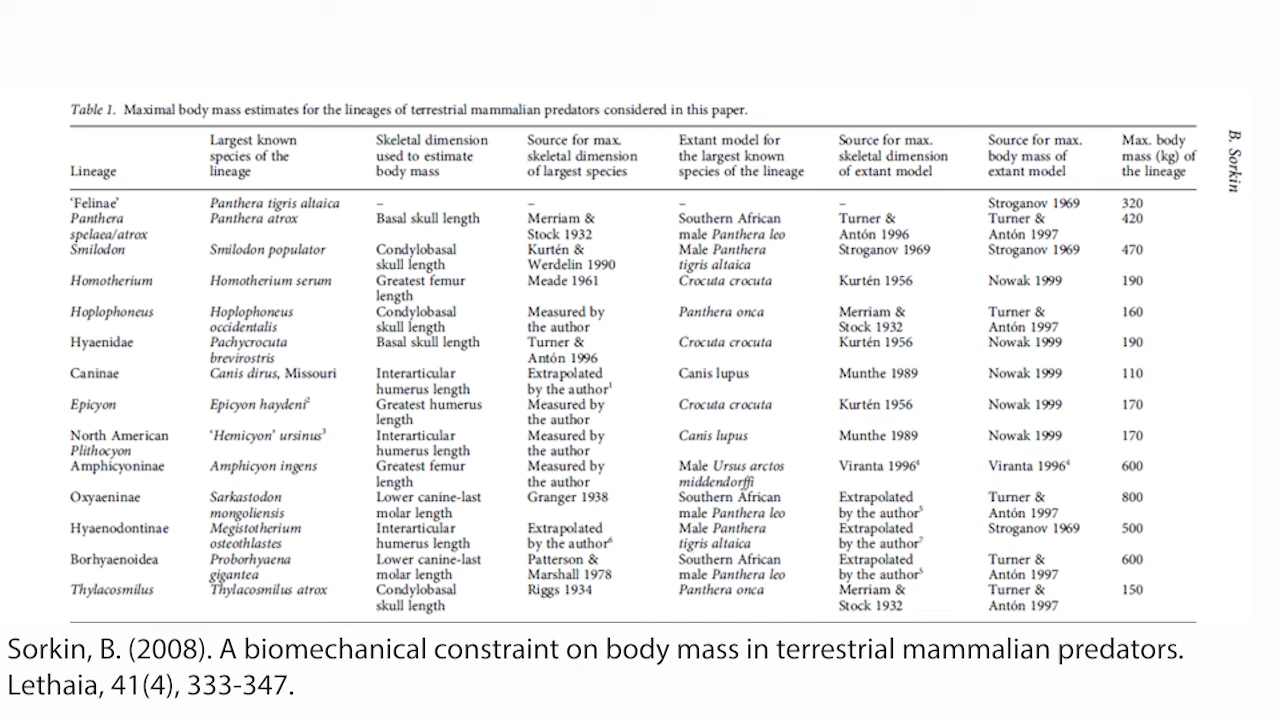 Table 1. Maximal body mass estimates for the lineages of terrestrial mammalian predators considered in this paper.
Lineage | Largest known species of the lineage | Skeletal dimension used to estimate body mass | Source for max. skeletal dimension of largest species | Extant model for the largest known species of the lineage | Source for max. skeletal dimension of extant model | Source for max. body mass of extant model | Max. body mass (kg) of the lineage
'Felinae' | Panthera tigris altaica | – | – | – | – | Stroganov 1969 | 320
Panthera spelaea/atrox | Panthera atrox | Basal skull length | Merriam & Stock 1932 | Southern African male Panthera leo | Turner & Antón 1996 | Turner & Antón 1997 | 420
Smilodon | Smilodon populator | Condylobasal skull length | Kurtén & Werdelin 1990 | Male Panthera tigris altaica | Stroganov 1969 | Stroganov 1969 | 470
Homotherium | Homotherium serum | Greatest femur length | Meade 1961 | Crocuta crocuta | Kurtén 1956 | Nowak 1999 | 190
Hoplophoneus | Hoplophoneus occidentalis | Condylobasal skull length | Measured by the author | Panthera onca | Merriam & Stock 1932 | Turner & Antón 1997 | 160
Hyaenidae | Pachycrocuta brevirostris | Basal skull length | Turner & Antón 1996 | Crocuta crocuta | Kurtén 1956 | Nowak 1999 | 190
Caninae | Canis dirus, Missouri | Interarticular humerus length | Extrapolated by the author¹ | Canis lupus | Munthe 1989 | Nowak 1999 | 110
Epicyon | Epicyon haydeni² | Greatest humerus length | Measured by the author | Crocuta crocuta | Kurtén 1956 | Nowak 1999 | 170
North American Plithocyon | 'Hemicyon' ursinus³ | Interarticular humerus length | Measured by the author | Canis lupus | Munthe 1989 | Nowak 1999 | 170
Amphicyoninae | Amphicyon ingens | Greatest femur length | Measured by the author | Male Ursus arctos middendorffi | Viranta 1996⁴ | Viranta 1996⁴ | 600
Oxyaeninae | Sarkastodon mongoliensis | Lower canine-last molar length | Granger 1938 | Southern African male Panthera leo | Extrapolated by the author⁵ | Turner & Antón 1997 | 800
Hyaenodontinae | Megistotherium osteothlastes | Interarticular humerus length | Extrapolated by the author⁶ | Male Panthera tigris altaica | Extrapolated by the author⁷ | Stroganov 1969 | 500
Borhyaenoidea | Proborhyaena gigantea | Lower canine-last molar length | Patterson & Marshall 1978 | Southern African male Panthera leo | Extrapolated by the author⁵ | Turner & Antón 1997 | 600
Thylacosmilus | Thylacosmilus atrox | Condylobasal skull length | Riggs 1934 | Panthera onca | Merriam & Stock 1932 | Turner & Antón 1997 | 150
B. Sorkin
Sorkin, B. (2008). A biomechanical constraint on body mass in terrestrial mammalian predators.
Lethaia, 41(4), 333-347.